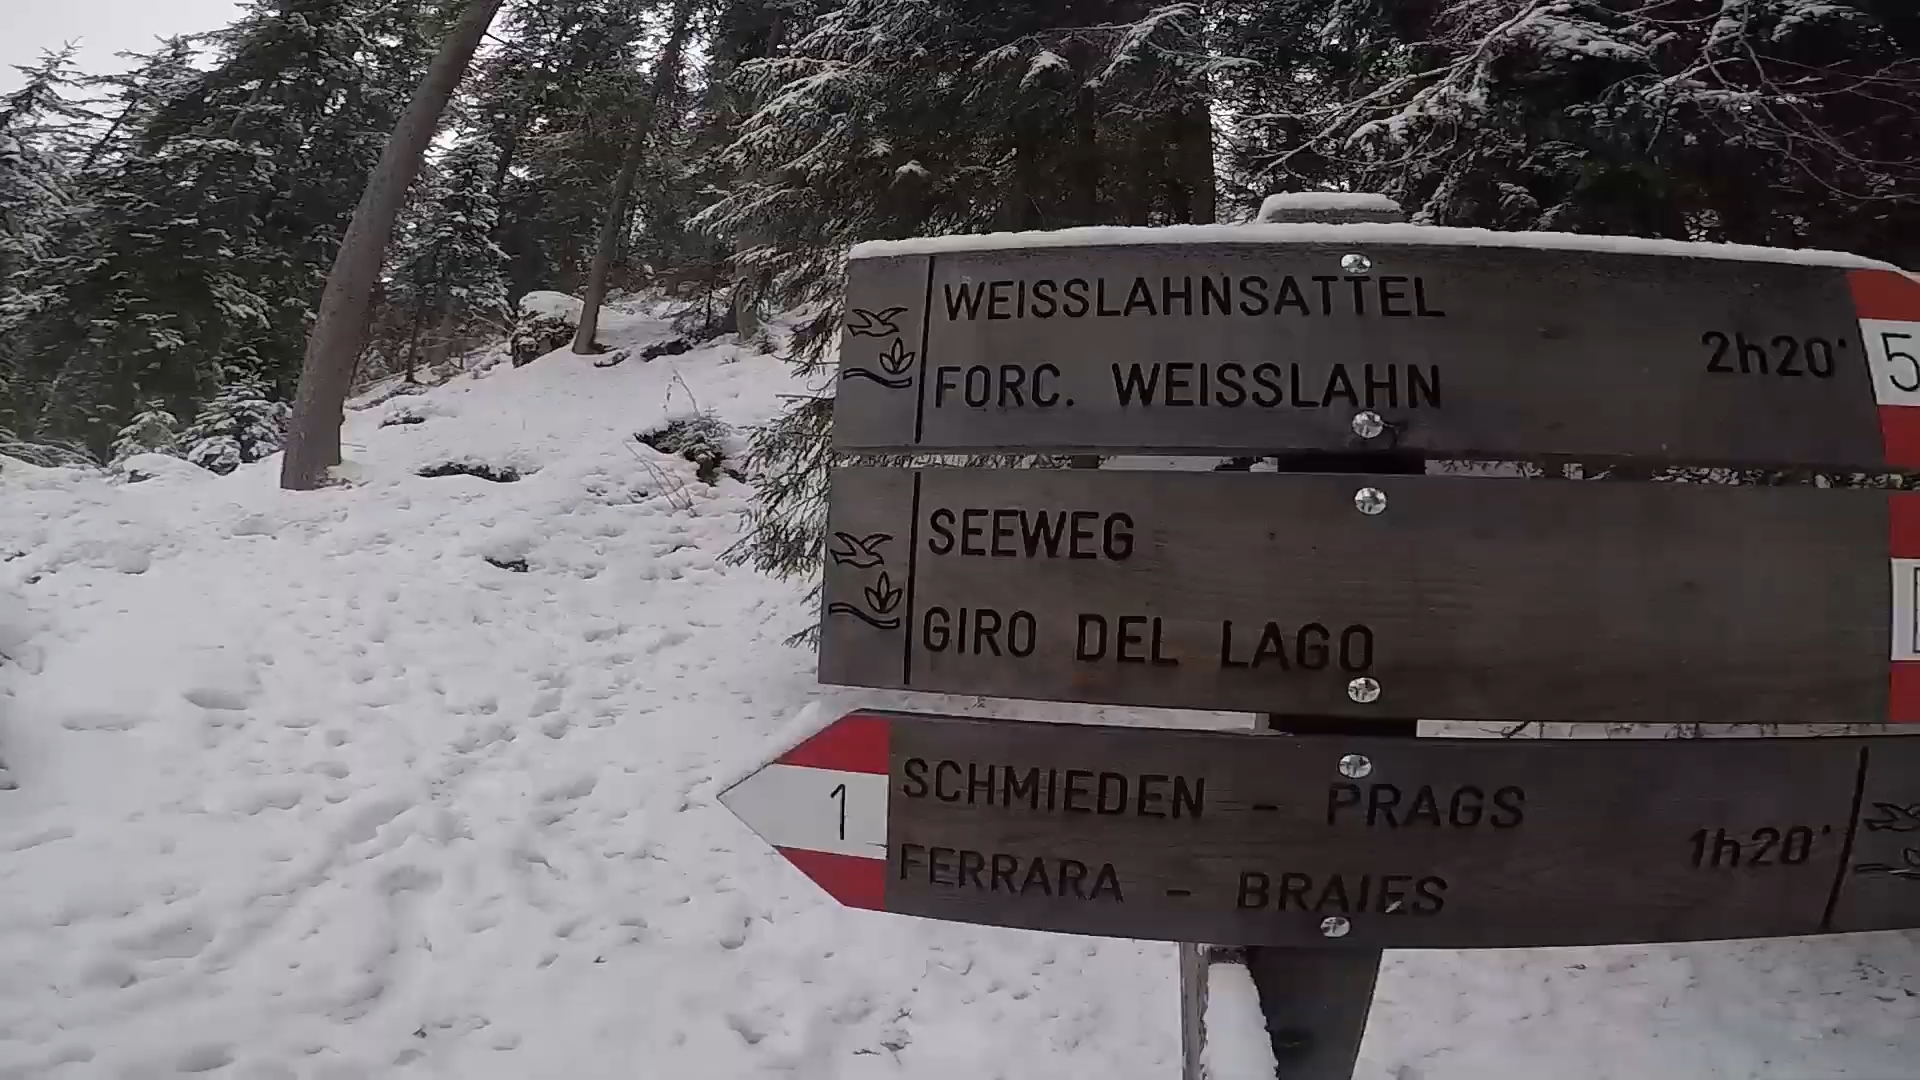 WEISSLAHNSATTEL
FORC. WEISSLAHN
2h20'
5
SEEWEG
GIRO DEL LAGO
1
SCHMIEDEN - PRAGS
FERRARA - BRAIES
1h20'